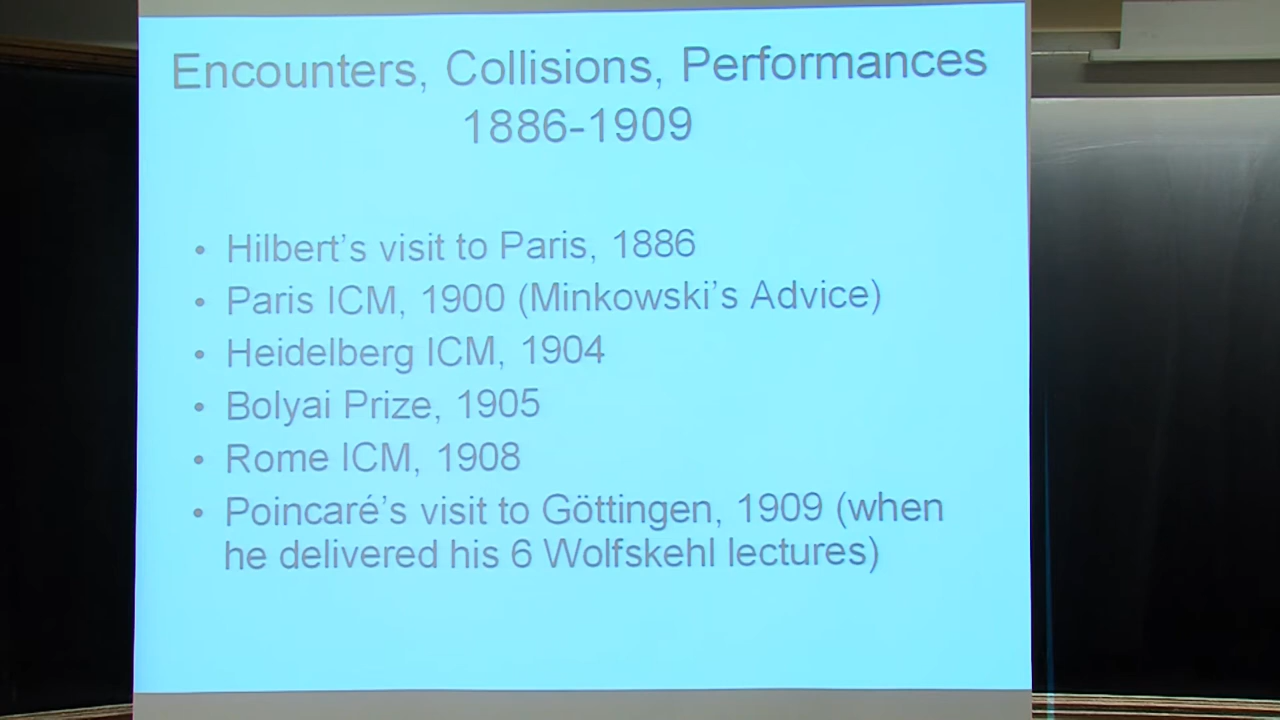 Encounters, Collisions, Performances
1886-1909
• Hilbert's visit to Paris, 1886
• Paris ICM, 1900 (Minkowski's Advice)
• Heidelberg ICM, 1904
• Bolyai Prize, 1905
• Rome ICM, 1908
• Poincaré's visit to Göttingen, 1909 (when
he delivered his 6 Wolfskehl lectures)